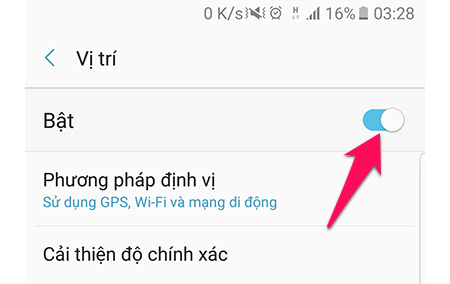 0 K/s H 16% 03:28
Vị trí
Bật
Phương pháp định vị
Sử dụng GPS, Wi-Fi và mạng di động
Cải thiện độ chính xác